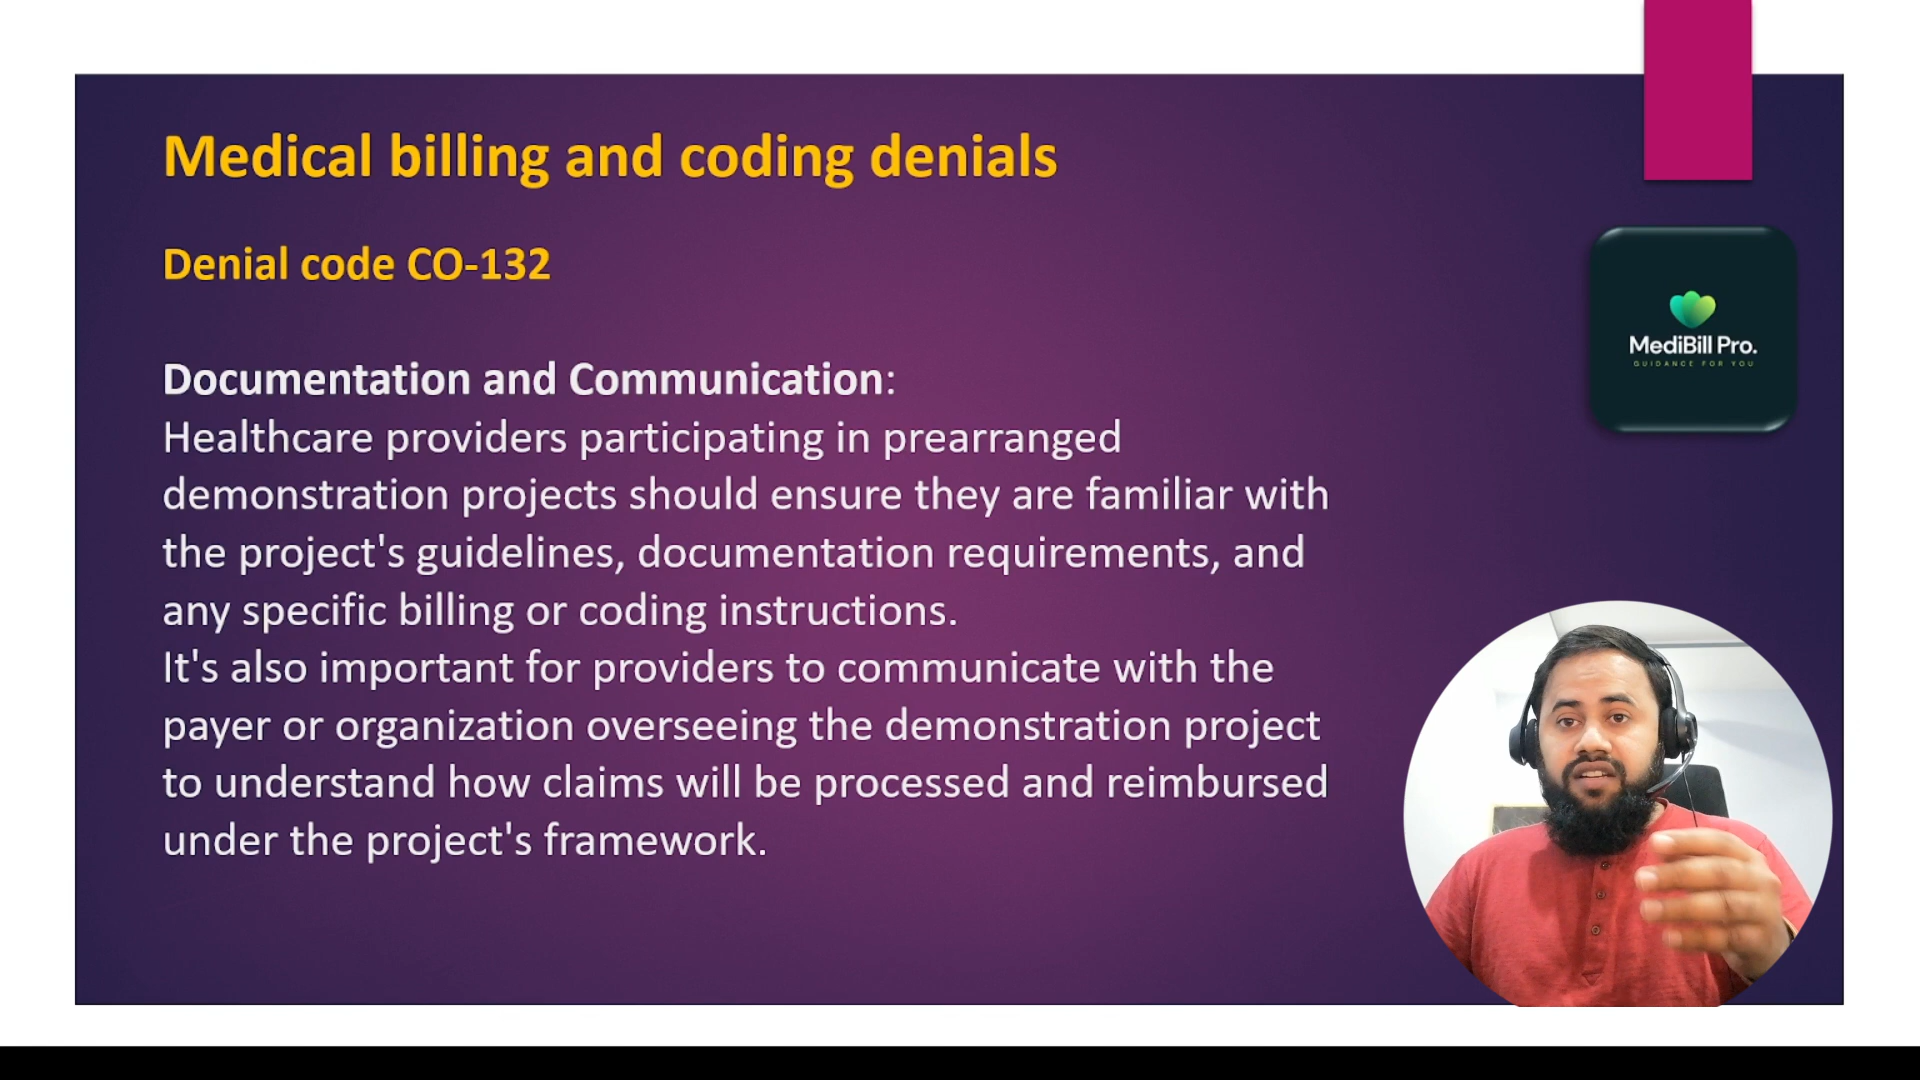 Medical billing and coding denials
Denial code CO-132
Documentation and Communication:
Healthcare providers participating in prearranged
demonstration projects should ensure they are familiar with
the project's guidelines, documentation requirements, and
any specific billing or coding instructions.
It's also important for providers to communicate with the
payer or organization overseeing the demonstration project
to understand how claims will be processed and reimbursed
under the project's framework.
MediBill Pro.
GUIDANCE FOR YOU